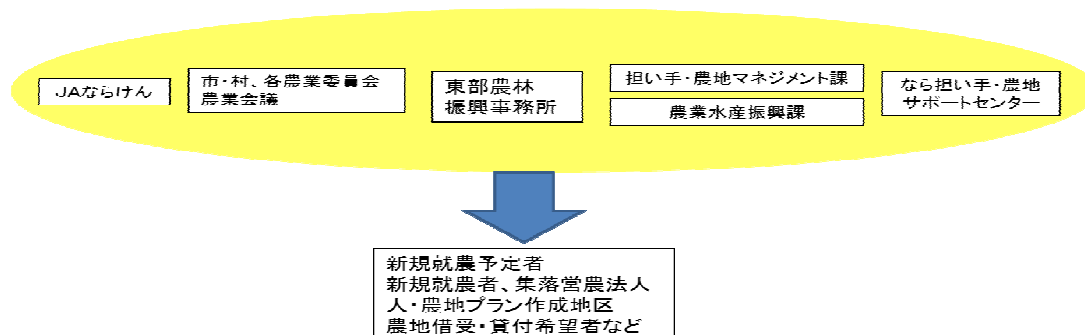 JAならけん
市・村、各農業委員会
農業会議
東部農林
振興事務所
担い手・農地マネジメント課
農業水産振興課
なら担い手・農地
サポートセンター
新規就農予定者
新規就農者、集落営農法人
人・農地プラン作成地区
農地借受・貸付希望者など